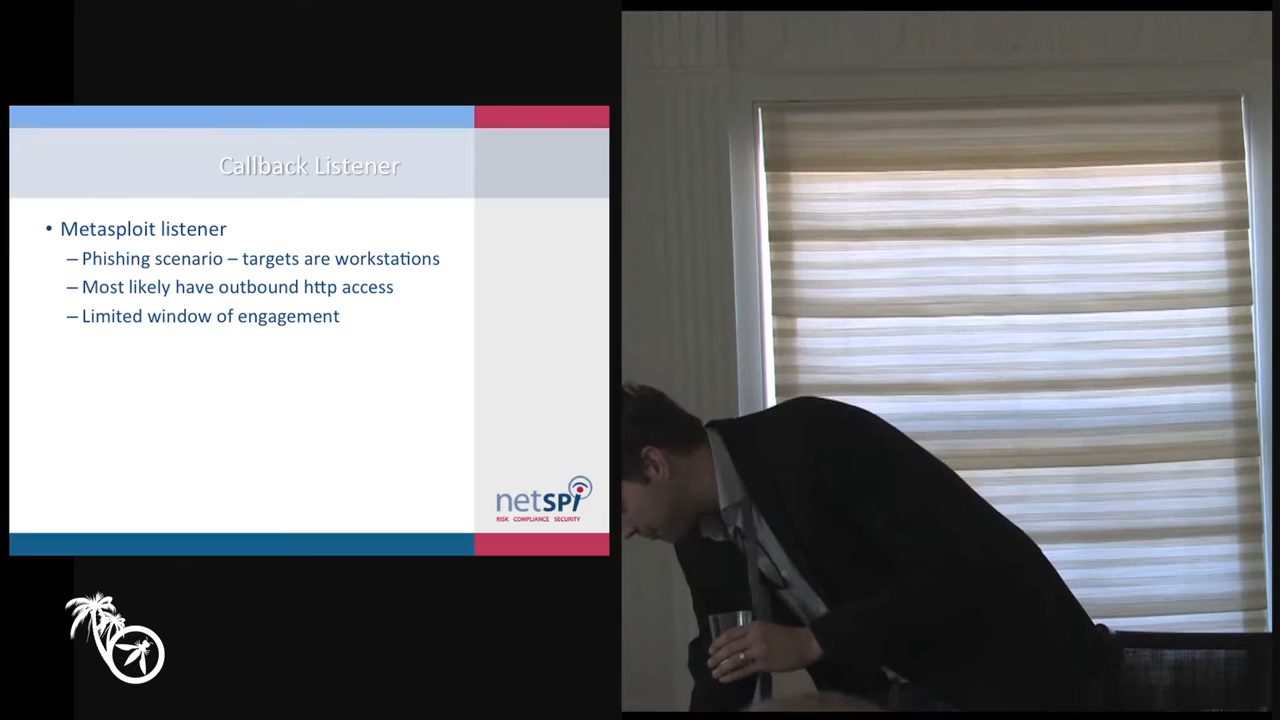 Callback Listener
• Metasploit listener
– Phishing scenario – targets are workstations
– Most likely have outbound http access
– Limited window of engagement
netSPI
RISK COMPLIANCE SECURITY